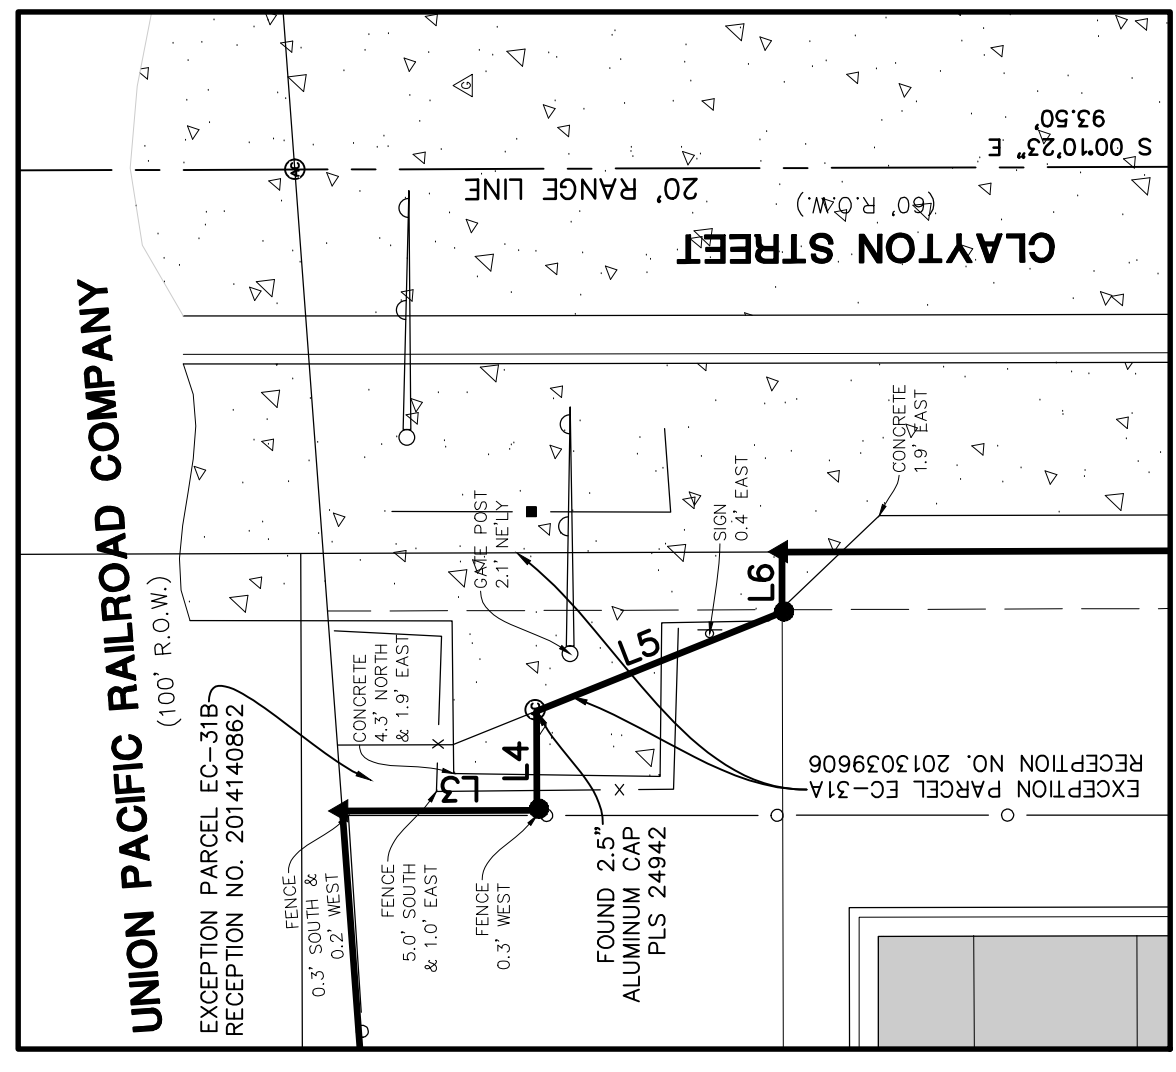 UNION PACIFIC RAILROAD COMPANY
(100' R.O.W.)
EXCEPTION PARCEL EC-31B
RECEPTION NO. 2014140862
FENCE
0.3' SOUTH &
0.2' WEST
FENCE
5.0' SOUTH
& 1.0' EAST
FENCE
0.3' WEST
CONCRETE
4.3' NORTH
& 1.9' EAST
FOUND 2.5"
ALUMINUM CAP
PLS 24942
GATE POST
2.1' NE'LY
SIGN
0.4' EAST
CONCRETE
1.9' EAST
L3
L4
L5
L6
X
X
AC
AC
G
EXCEPTION PARCEL EC-31A
RECEPTION NO. 2013039606
CLAYTON STREET
(60' R.O.W.)
20' RANGE LINE
S 00°10'23" E
93.50'